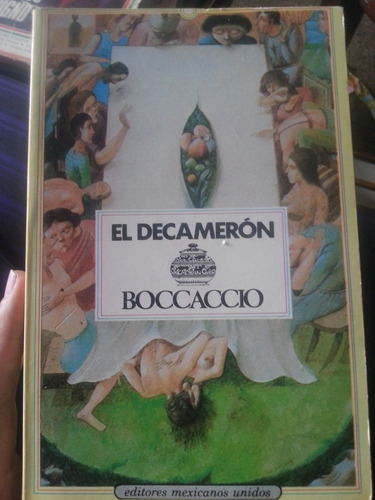 EL DECAMERÓN
BOCCACCIO
editores mexicanos unidos